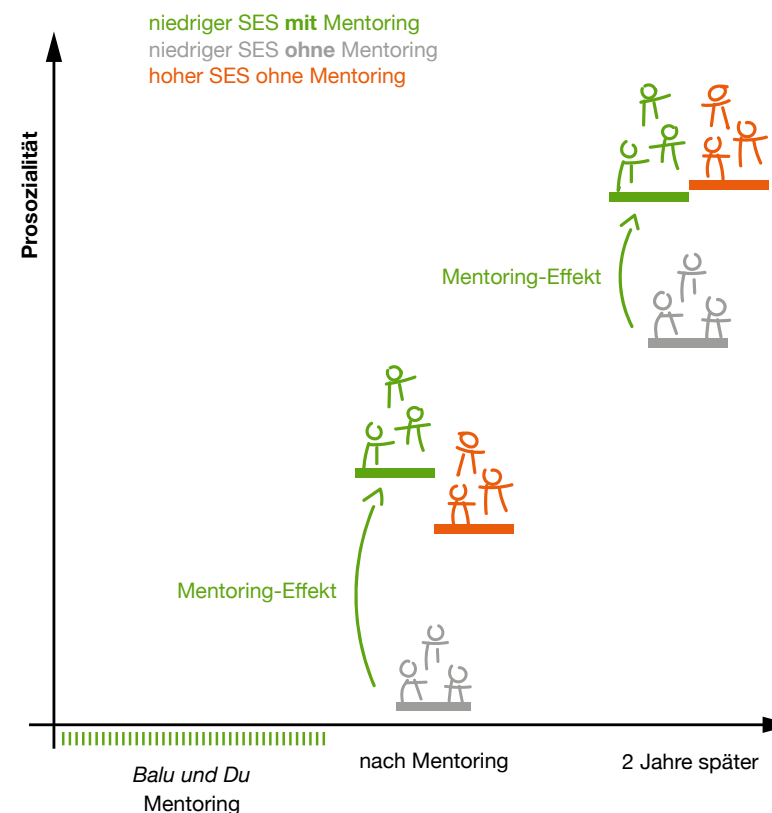 niedriger SES mit Mentoring
niedriger SES ohne Mentoring
hoher SES ohne Mentoring
Prosozialität
Mentoring-Effekt
Mentoring-Effekt
nach Mentoring
2 Jahre später
Balu und Du
Mentoring